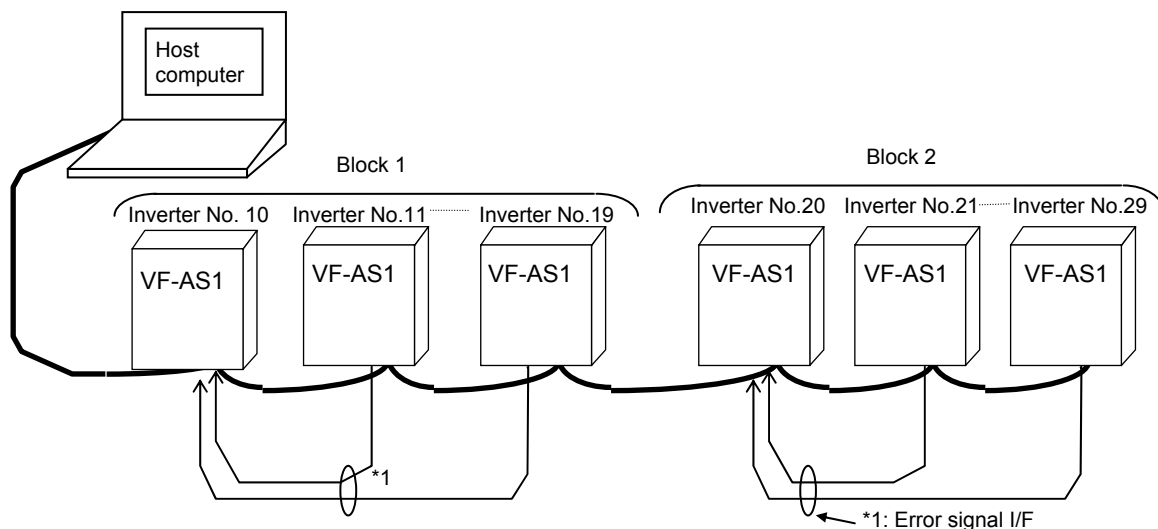 Host
computer
Block 1
Block 2
Inverter No. 10
Inverter No.11
Inverter No.19
Inverter No.20
Inverter No.21
Inverter No.29
VF-AS1
VF-AS1
VF-AS1
VF-AS1
VF-AS1
VF-AS1
*1
*1: Error signal I/F